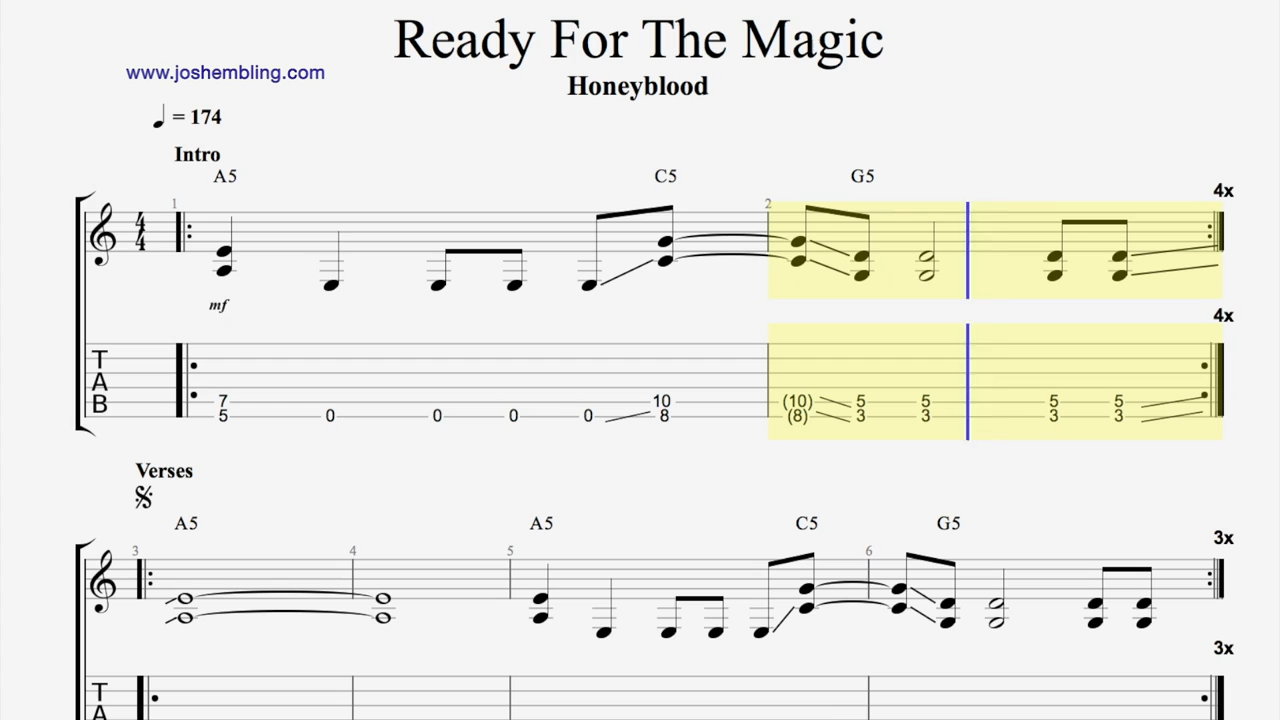 Ready For The Magic
www.joshembling.com
Honeyblood
= 174
Intro
A5 C5 G5
4x
1 2
4
4
mf
4x
T
A
B
7 10 (10) 5 5 5 5
5 0 0 0 0 8 (8) 3 3 3 3
Verses
A5 A5 C5 G5
3x
3 4 5 6
3x
T
A